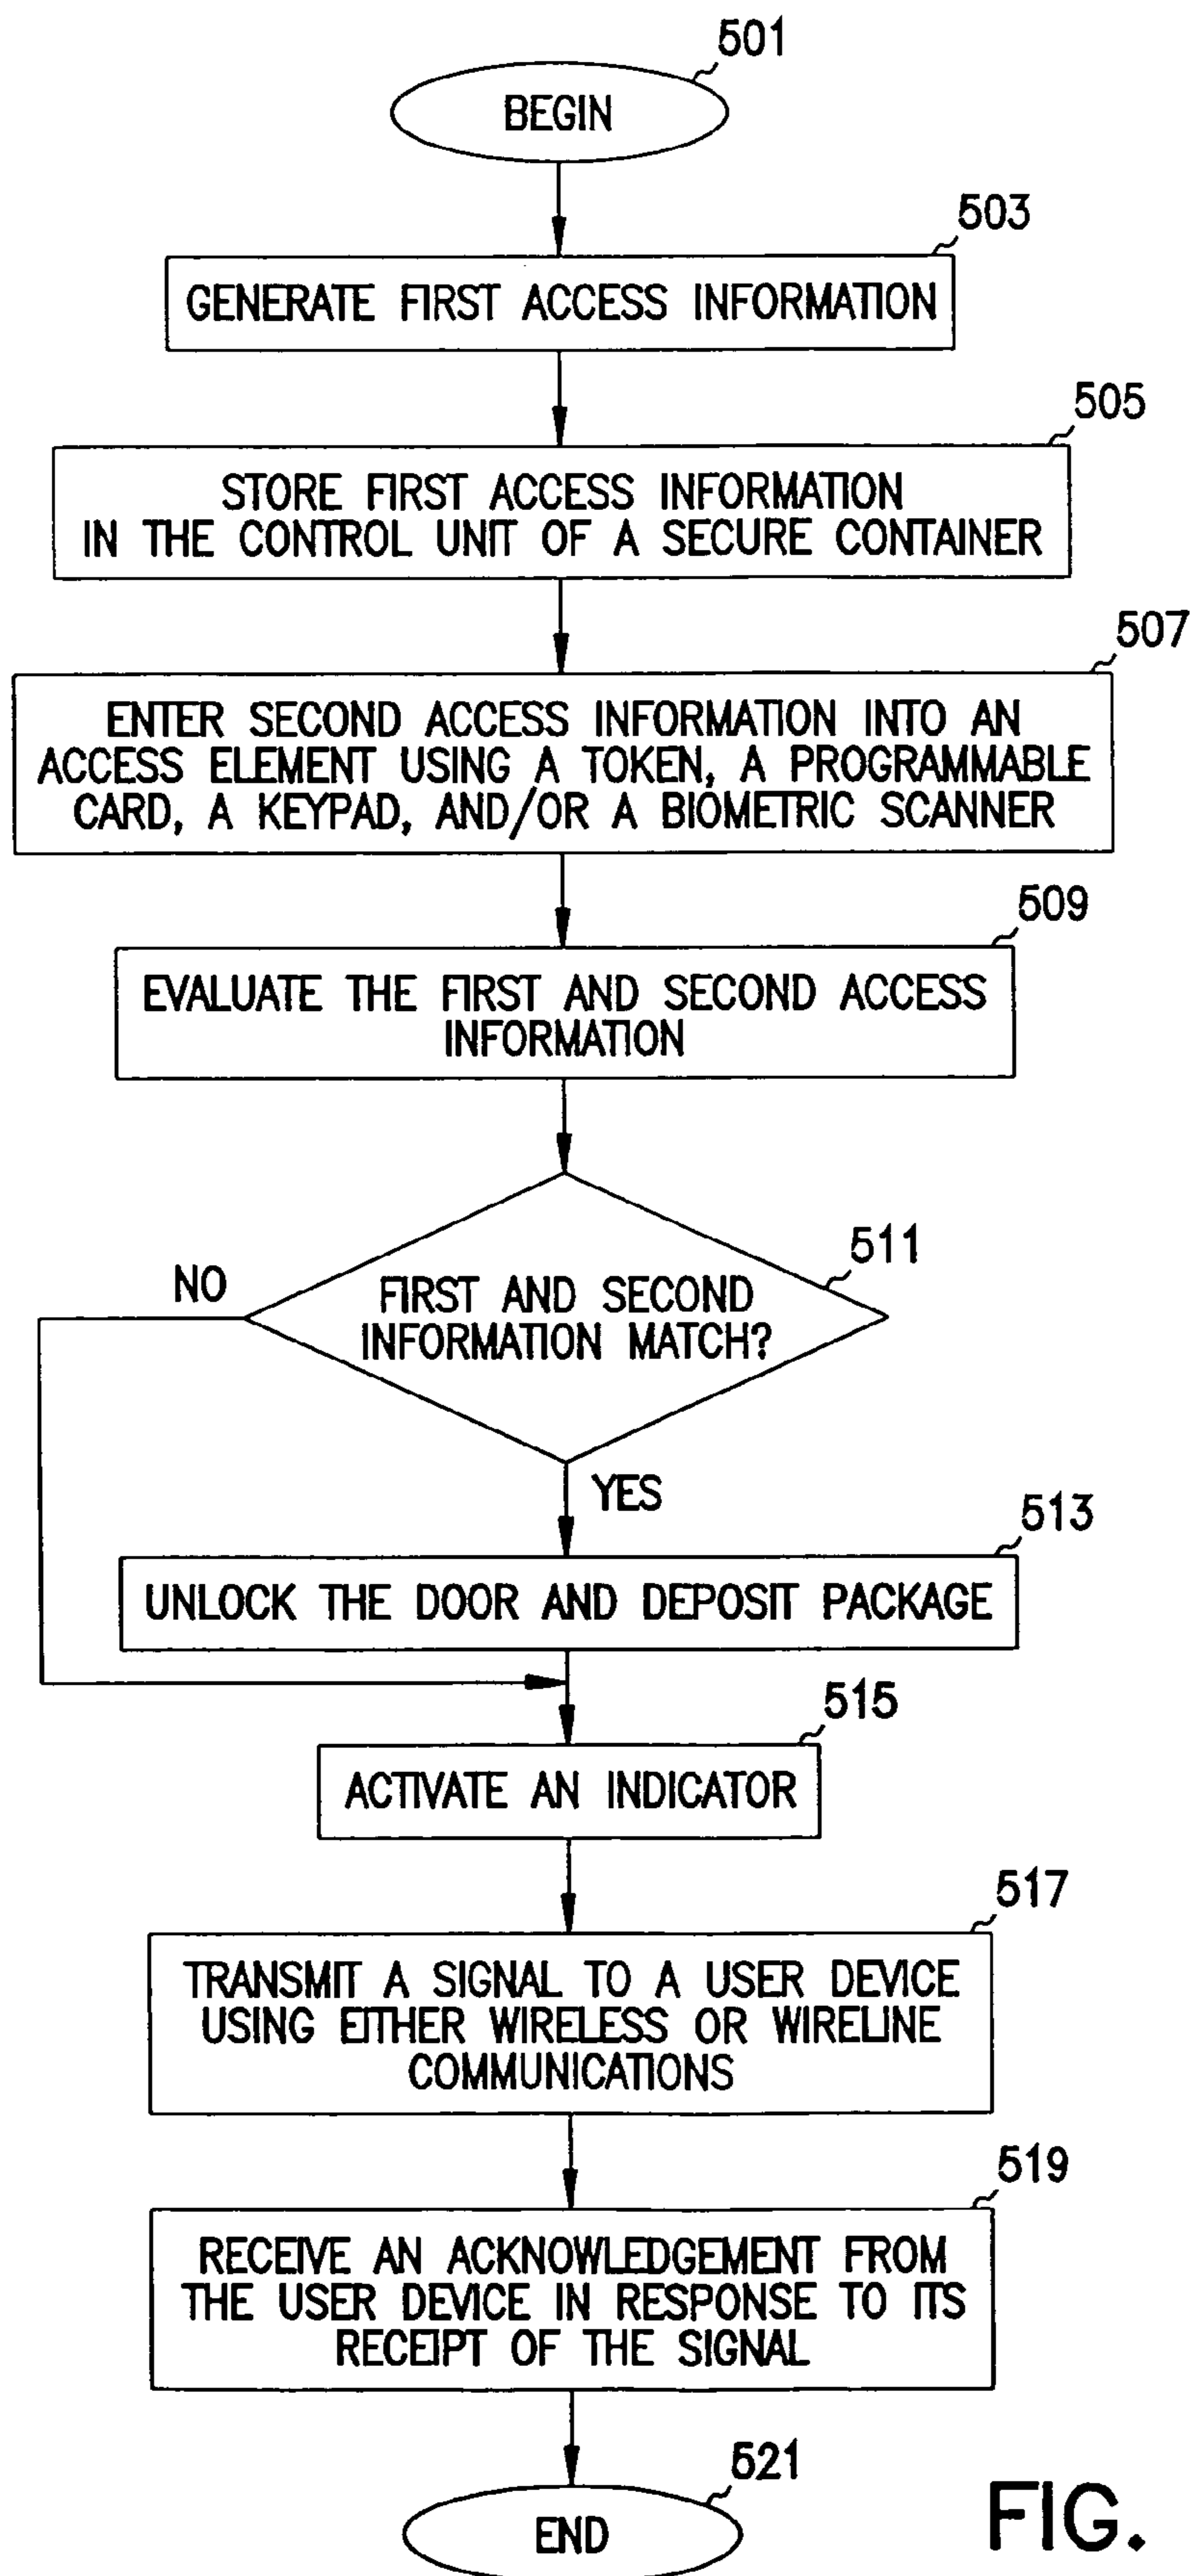 501
BEGIN
503
GENERATE FIRST ACCESS INFORMATION
505
STORE FIRST ACCESS INFORMATION
IN THE CONTROL UNIT OF A SECURE CONTAINER
507
ENTER SECOND ACCESS INFORMATION INTO AN
ACCESS ELEMENT USING A TOKEN, A PROGRAMMABLE
CARD, A KEYPAD, AND/OR A BIOMETRIC SCANNER
509
EVALUATE THE FIRST AND SECOND ACCESS
INFORMATION
511
NO
FIRST AND SECOND
INFORMATION MATCH?
YES
513
UNLOCK THE DOOR AND DEPOSIT PACKAGE
515
ACTIVATE AN INDICATOR
517
TRANSMIT A SIGNAL TO A USER DEVICE
USING EITHER WIRELESS OR WIRELINE
COMMUNICATIONS
519
RECEIVE AN ACKNOWLEDGEMENT FROM
THE USER DEVICE IN RESPONSE TO ITS
RECEIPT OF THE SIGNAL
521
END
FIG.